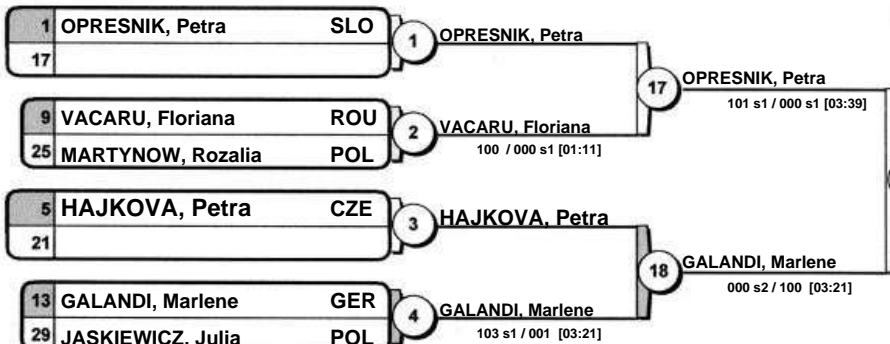 1 OPRESNIK, Petra SLO
17
1 OPRESNIK, Petra
9 VACARU, Floriana ROU
25 MARTYNOW, Rozalia POL
2 VACARU, Floriana
100 / 000 s1 [01:11]
17 OPRESNIK, Petra
101 s1 / 000 s1 [03:39]
5 HAJKOVA, Petra CZE
21
3 HAJKOVA, Petra
13 GALANDI, Marlene GER
29 JASKIEWICZ, Julia POL
4 GALANDI, Marlene
103 s1 / 001 [03:21]
18 GALANDI, Marlene
000 s2 / 100 [03:21]